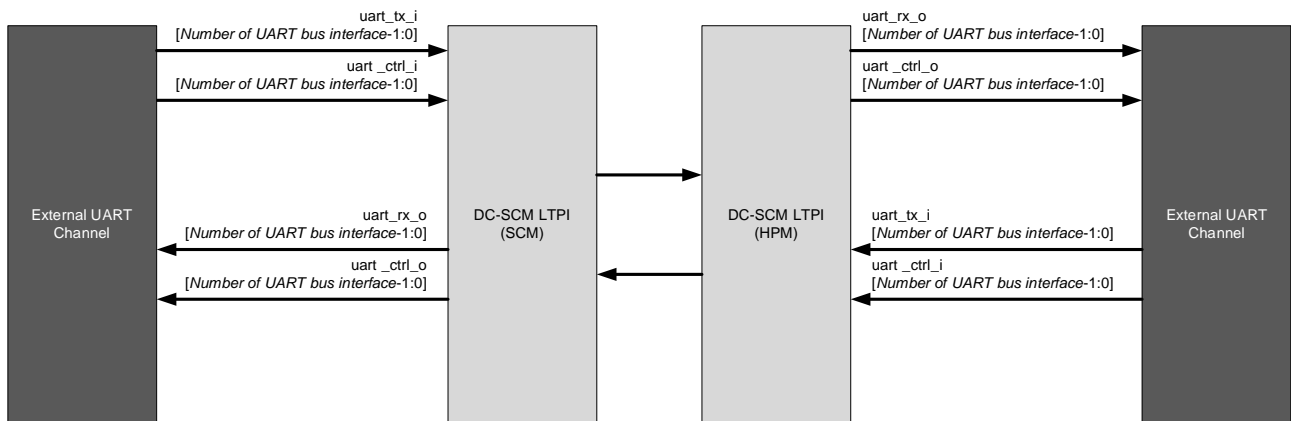 uart_tx_i
[Number of UART bus interface-1:0]
uart _ctrl_i
[Number of UART bus interface-1:0]
uart_rx_o
[Number of UART bus interface-1:0]
uart _ctrl_o
[Number of UART bus interface-1:0]
External UART
Channel
uart_rx_o
[Number of UART bus interface-1:0]
uart _ctrl_o
[Number of UART bus interface-1:0]
DC-SCM LTPI
(SCM)
DC-SCM LTPI
(HPM)
uart_tx_i
[Number of UART bus interface-1:0]
uart _ctrl_i
[Number of UART bus interface-1:0]
External UART
Channel